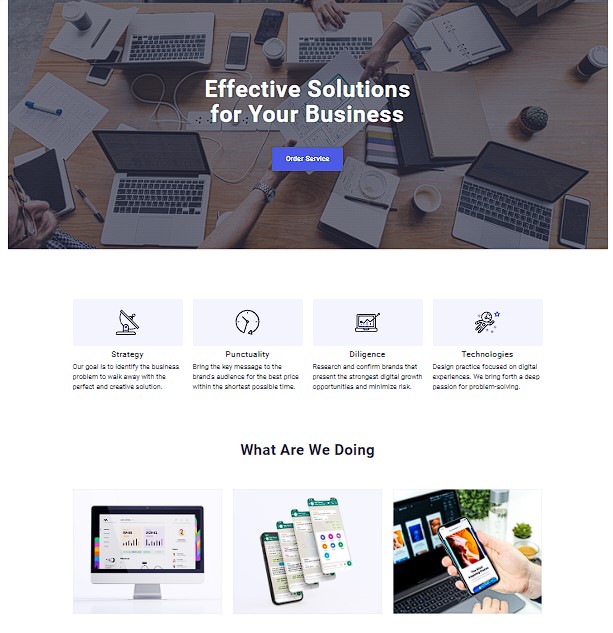 Effective Solutions
for Your Business
Order Service
Strategy
Our goal is to identify the business
problem to walk away with the
perfect and creative solution.
Punctuality
Bring the key message to the
brand's audience for the best price
within the shortest possible time.
Diligence
Research and confirm brands that
present the strongest digital growth
opportunities and minimize risk.
Technologies
Design practice focused on digital
experiences. We bring forth a deep
passion for problem-solving.
What Are We Doing